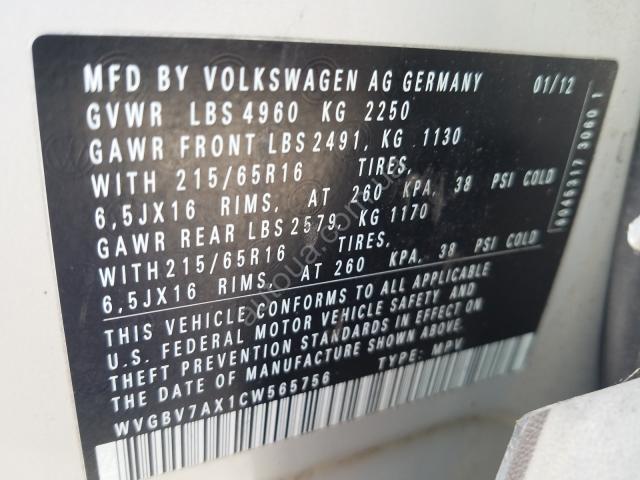 MFD BY VOLKSWAGEN AG GERMANY 01/12
GVWR LBS 4960 KG 2250
GAWR FRONT LBS 2491, KG 1130
WITH 215/65R16 TIRES,
6,5JX16 RIMS, AT 260 KPA, 38 PSI COLD
GAWR REAR LBS 2579, KG 1170
WITH 215/65R16 TIRES,
6,5JX16 RIMS, AT 260 KPA, 38 PSI COLD
THIS VEHICLE CONFORMS TO ALL APPLICABLE
U.S. FEDERAL MOTOR VEHICLE SAFETY AND
THEFT PREVENTION STANDARDS IN EFFECT ON
THE DATE OF MANUFACTURE SHOWN ABOVE.
WVGBV7AX1CW565756 TYPE: MPV